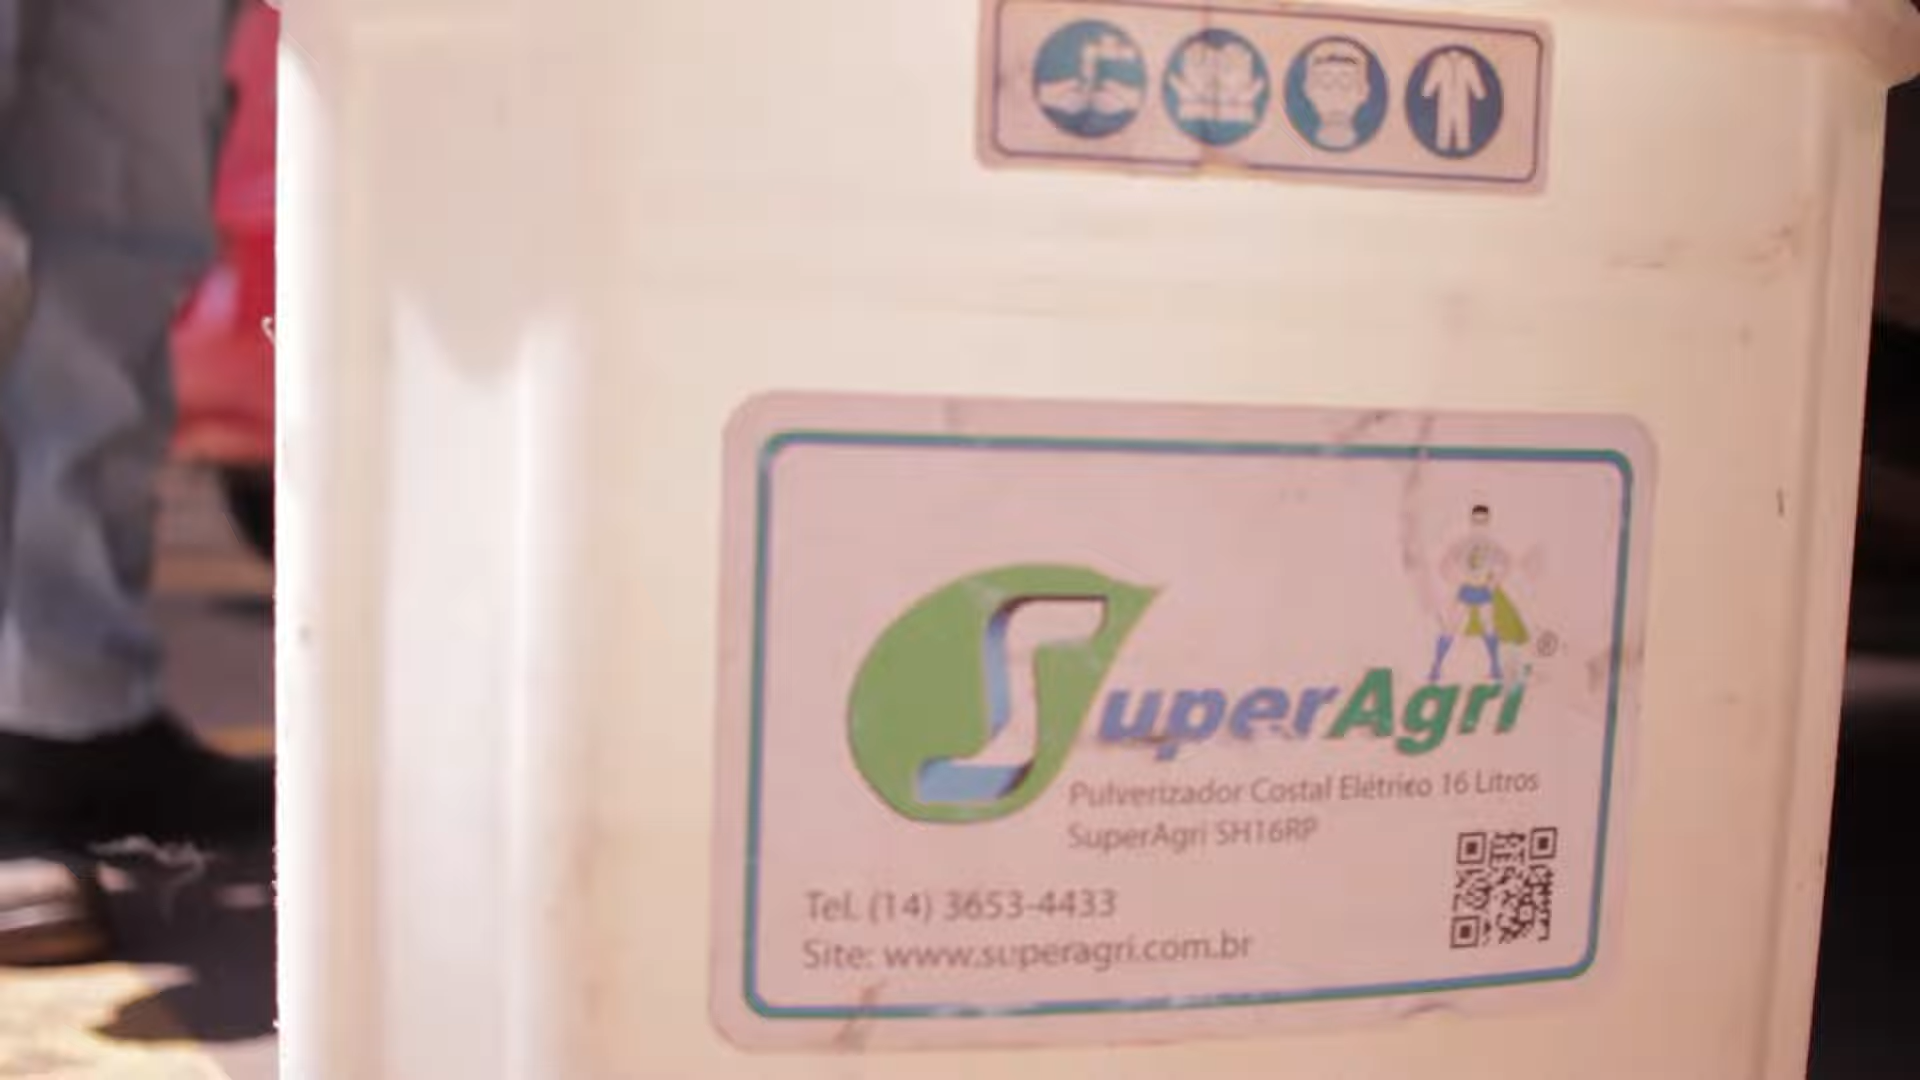 SuperAgri®
Pulverizador Costal Elétrico 16 Litros
SuperAgri SH16RP
Tel. (14) 3653-4433
Site: www.superagri.com.br